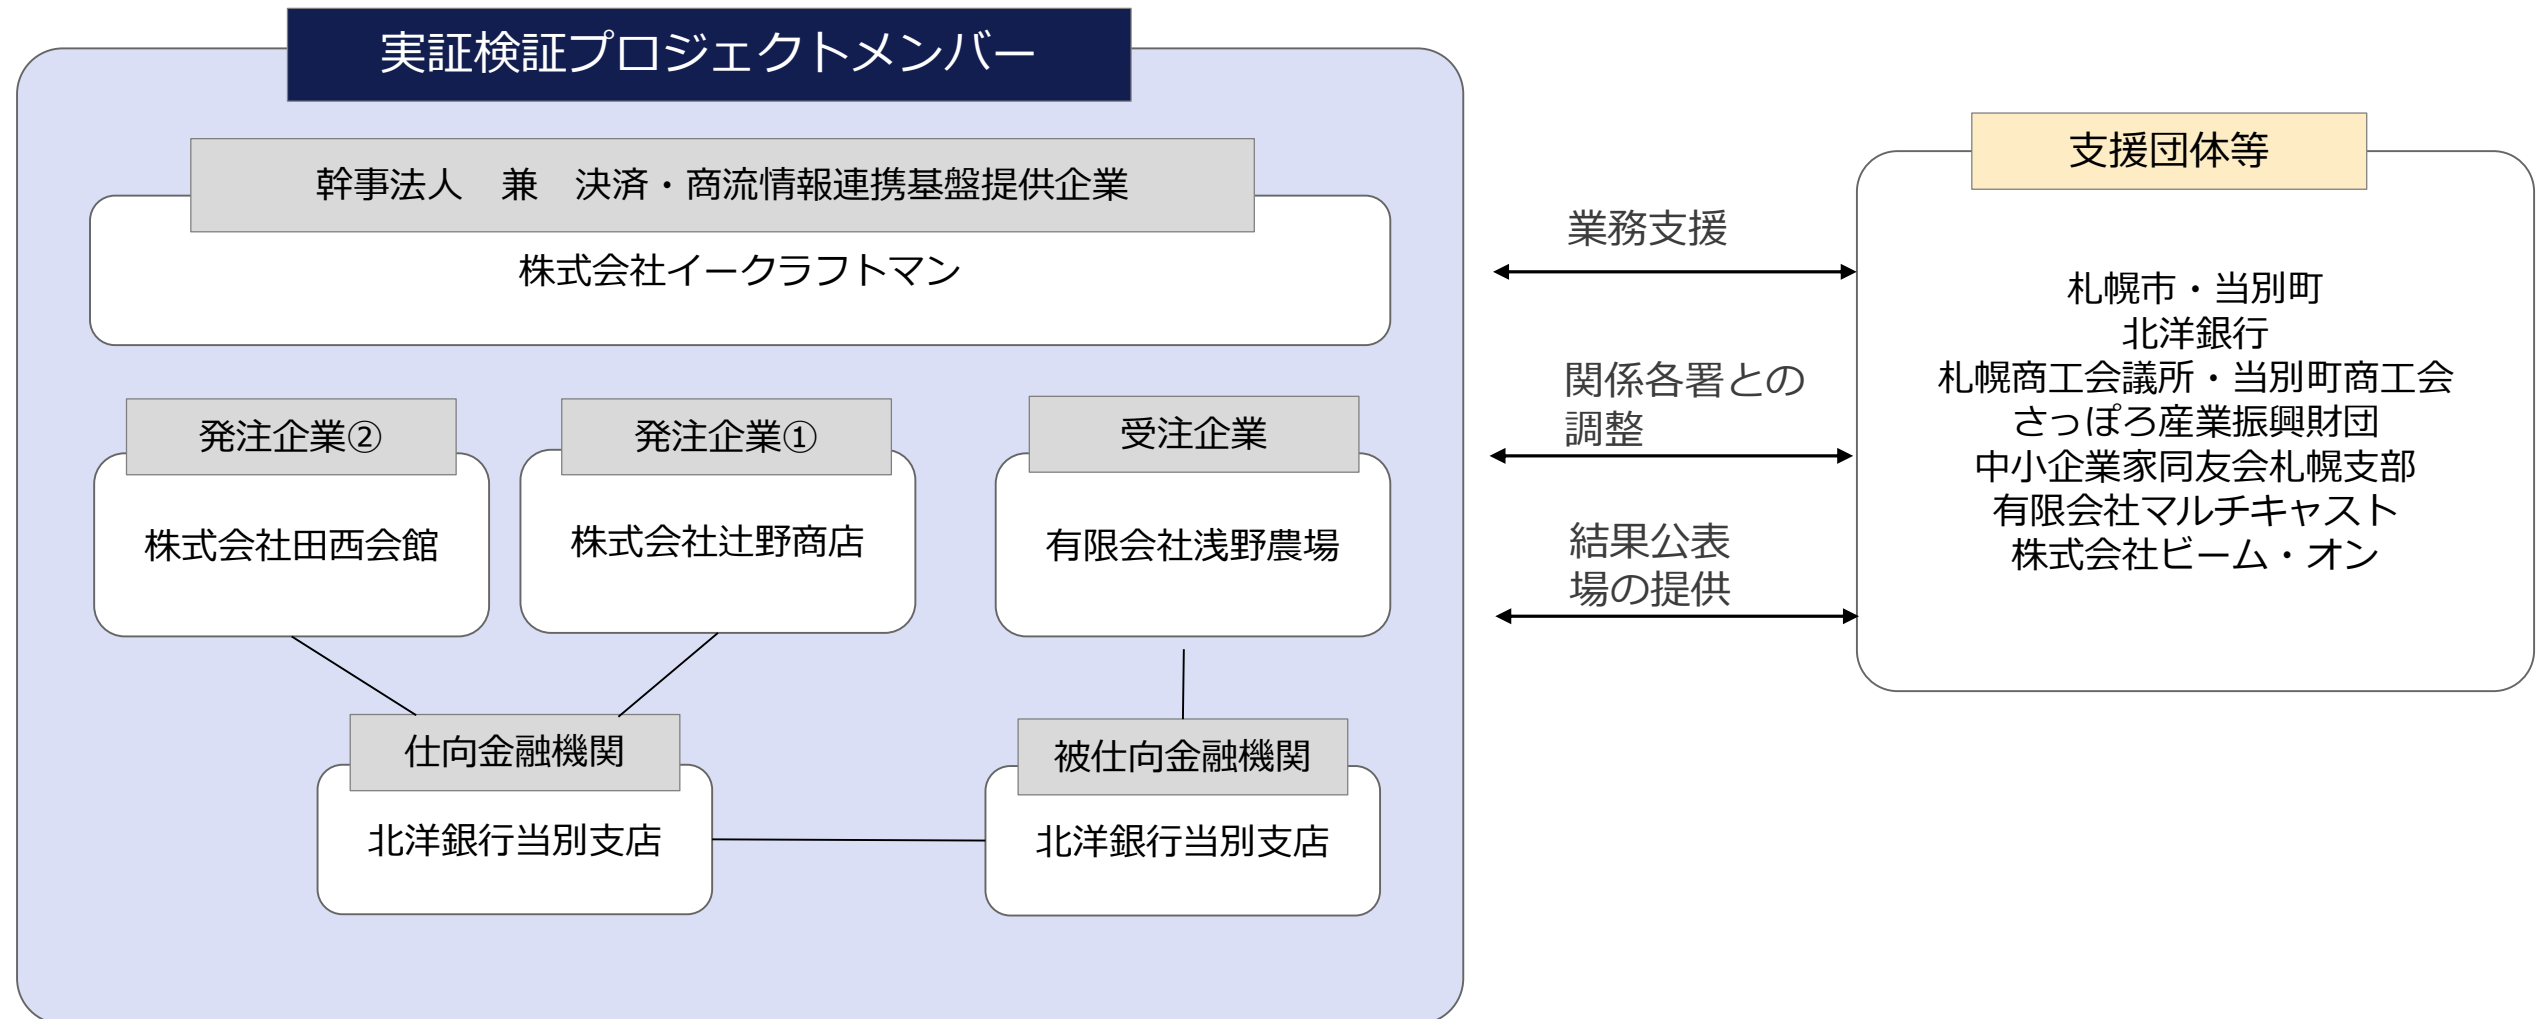 実証検証プロジェクトメンバー
幹事法人　兼　決済・商流情報連携基盤提供企業
株式会社イークラフトマン
発注企業②
株式会社田西会館
発注企業①
株式会社辻野商店
受注企業
有限会社浅野農場
仕向金融機関
北洋銀行当別支店
被仕向金融機関
北洋銀行当別支店
業務支援
関係各署との
調整
結果公表
場の提供
支援団体等
札幌市・当別町
北洋銀行
札幌商工会議所・当別町商工会
さっぽろ産業振興財団
中小企業家同友会札幌支部
有限会社マルチキャスト
株式会社ビーム・オン